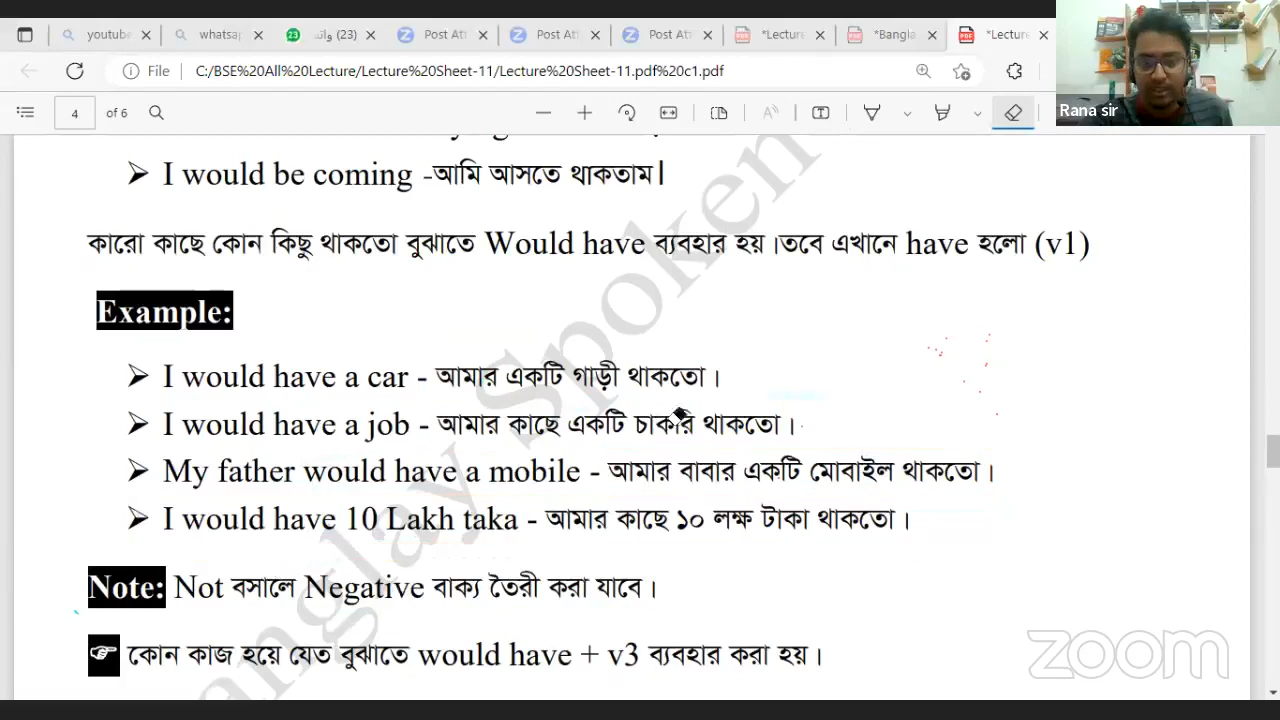 youtube
whatsa
(23) وات
Post Att
Post Att
Post Att
*Lecture
*Bangla
*Lecture
File C:/BSE%20All%20Lecture/Lecture%20Sheet-11/Lecture%20Sheet-11.pdf%20c1.pdf
Rana sir
4 of 6
I would be coming -আমি আসতে থাকতাম।
কারো কাছে কোন কিছু থাকতো বুঝাতে Would have ব্যবহার হয়।তবে এখানে have হলো (v1)
Example:
I would have a car - আমার একটি গাড়ী থাকতো।
I would have a job - আমার কাছে একটি চাকরি থাকতো।
My father would have a mobile - আমার বাবার একটি মোবাইল থাকতো।
I would have 10 Lakh taka - আমার কাছে ১০ লক্ষ টাকা থাকতো।
Note: Not বসালে Negative বাক্য তৈরী করা যাবে।
কোন কাজ হয়ে যেত বুঝাতে would have + v3 ব্যবহার করা হয়।
anglay Spoken
zoom